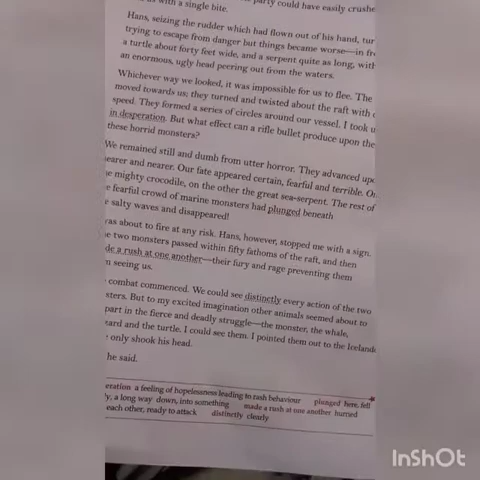 party could have easily crushe
with a single bite.
Hans, seizing the rudder which had flown out of his hand, tur
trying to escape from danger but things became worse—in fr
a turtle about forty feet wide, and a serpent quite as long, with
an enormous, ugly head peering out from the waters.
Whichever way we looked, it was impossible for us to flee. The
moved towards us; they turned and twisted about the raft with
speed. They formed a series of circles around our vessel. I took u
in desperation. But what effect can a rifle bullet produce upon the
these horrid monsters?
We remained still and dumb from utter horror. They advanced upo
earer and nearer. Our fate appeared certain, fearful and terrible. On
e mighty crocodile, on the other the great sea-serpent. The rest of
e fearful crowd of marine monsters had plunged beneath
salty waves and disappeared!
as about to fire at any risk. Hans, however, stopped me with a sign.
e two monsters passed within fifty fathoms of the raft, and then
de a rush at one another—their fury and rage preventing them
m seeing us.
combat commenced. We could see distinctly every action of the two
sters. But to my excited imagination other animals seemed about to
part in the fierce and deadly struggle—the monster, the whale,
ard and the turtle. I could see them. I pointed them out to the Icelande
only shook his head.
he said.
eration a feeling of hopelessness leading to rash behaviour plunged here, fell
ly, a long way down, into something made a rush at one another hurried
each other, ready to attack distinctly clearly
InShOt